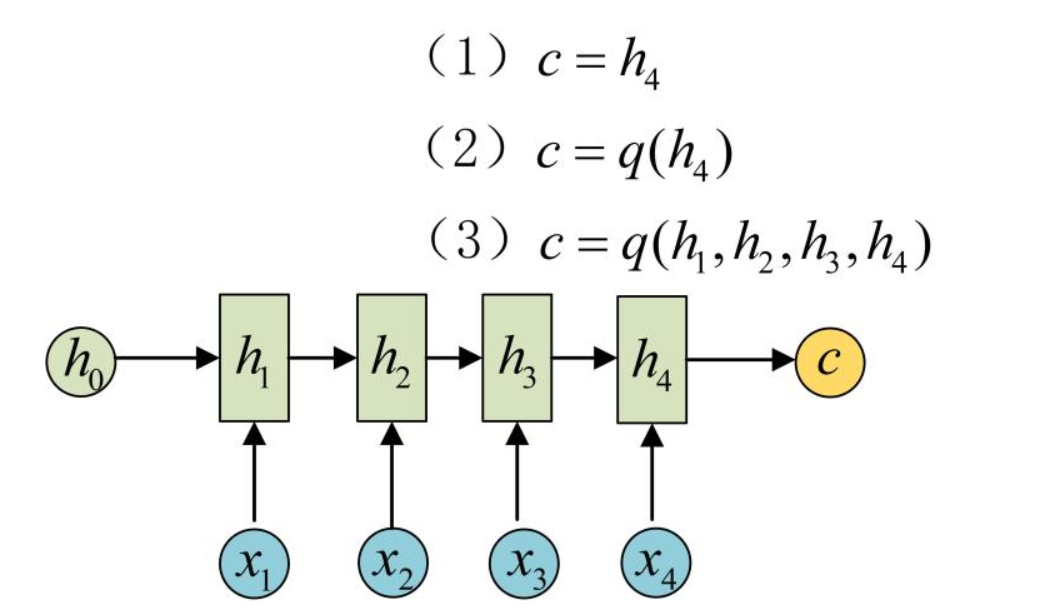 （1）c = h₄
（2）c = q(h₄)
（3）c = q(h₁, h₂, h₃, h₄)
h₀ h₁ h₂ h₃ h₄ c
x₁ x₂ x₃ x₄